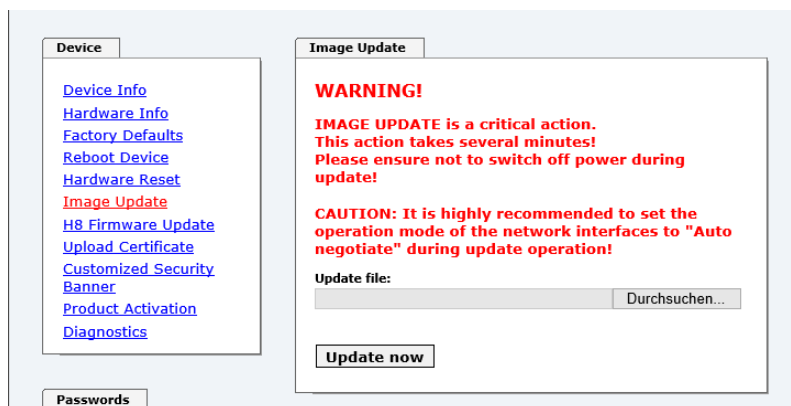 Device
Device Info
Hardware Info
Factory Defaults
Reboot Device
Hardware Reset
Image Update
H8 Firmware Update
Upload Certificate
Customized Security
Banner
Product Activation
Diagnostics
Passwords
Image Update
WARNING!
IMAGE UPDATE is a critical action.
This action takes several minutes!
Please ensure not to switch off power during
update!
CAUTION: It is highly recommended to set the
operation mode of the network interfaces to "Auto
negotiate" during update operation!
Update file:
Durchsuchen...
Update now